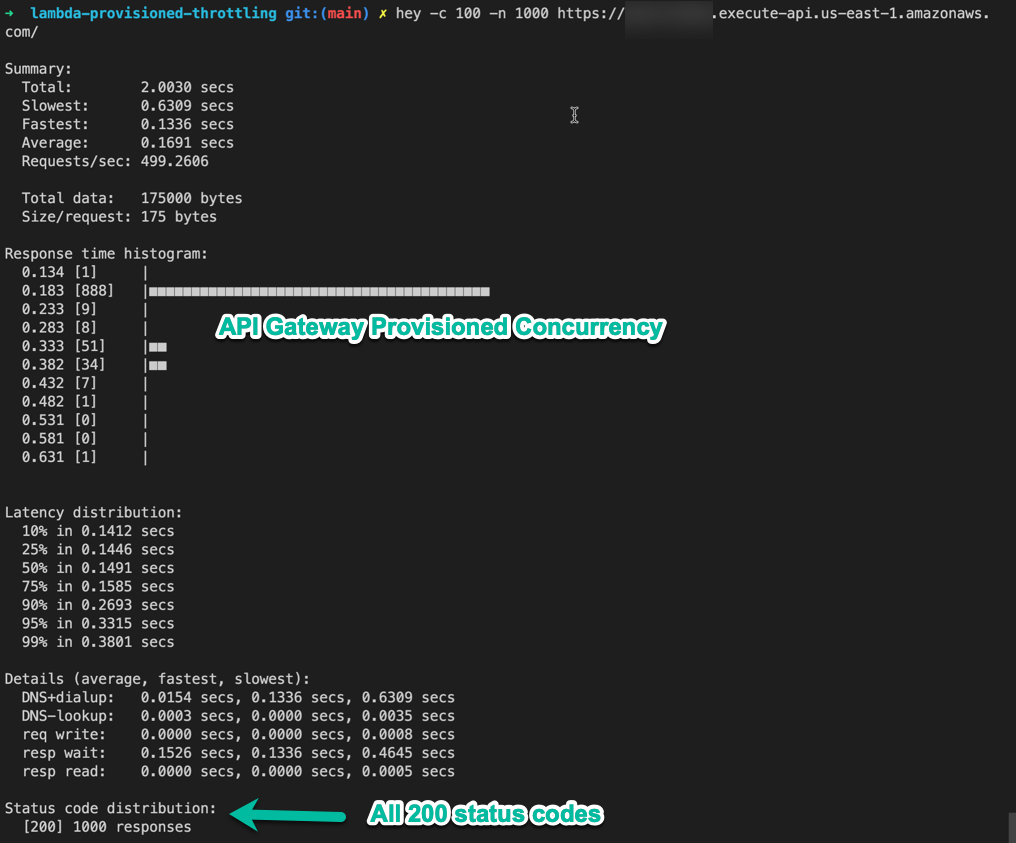 ➜  lambda-provisioned-throttling git:(main) ✗ hey -c 100 -n 1000 https://.execute-api.us-east-1.amazonaws.
com/
Summary:
  Total:        2.0030 secs
  Slowest:      0.6309 secs
  Fastest:      0.1336 secs
  Average:      0.1691 secs
  Requests/sec: 499.2606
  Total data:   175000 bytes
  Size/request: 175 bytes
Response time histogram:
  0.134 [1]     |
  0.183 [888]   |■■■■■■■■■■■■■■■■■■■■■■■■■■■■■■■■■■■■■■■■
  0.233 [9]     |
  0.283 [8]     |
API Gateway Provisioned Concurrency
  0.333 [51]    |■■
  0.382 [34]    |■■
  0.432 [7]     |
  0.482 [1]     |
  0.531 [0]     |
  0.581 [0]     |
  0.631 [1]     |
Latency distribution:
  10% in 0.1412 secs
  25% in 0.1446 secs
  50% in 0.1491 secs
  75% in 0.1585 secs
  90% in 0.2693 secs
  95% in 0.3315 secs
  99% in 0.3801 secs
Details (average, fastest, slowest):
  DNS+dialup:   0.0154 secs, 0.1336 secs, 0.6309 secs
  DNS-lookup:   0.0003 secs, 0.0000 secs, 0.0035 secs
  req write:    0.0000 secs, 0.0000 secs, 0.0008 secs
  resp wait:    0.1526 secs, 0.1336 secs, 0.4645 secs
  resp read:    0.0000 secs, 0.0000 secs, 0.0005 secs
Status code distribution:
All 200 status codes
  [200] 1000 responses